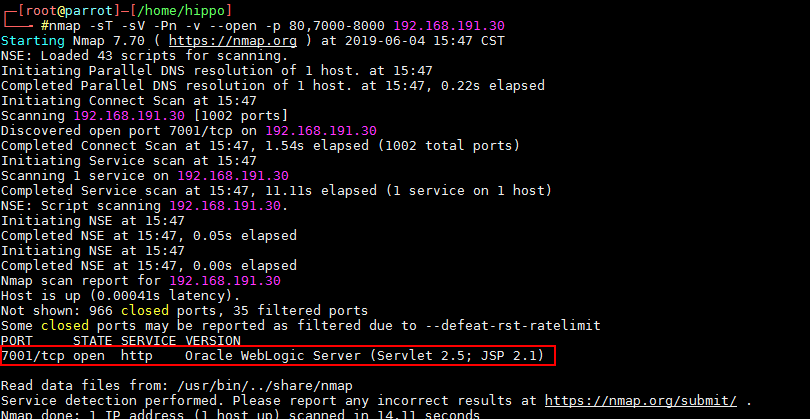 ┌─[root@parrot]─[/home/hippo]
└──╼ #nmap -sT -sV -Pn -v --open -p 80,7000-8000 192.168.191.30
Starting Nmap 7.70 ( https://nmap.org ) at 2019-06-04 15:47 CST
NSE: Loaded 43 scripts for scanning.
Initiating Parallel DNS resolution of 1 host. at 15:47
Completed Parallel DNS resolution of 1 host. at 15:47, 0.22s elapsed
Initiating Connect Scan at 15:47
Scanning 192.168.191.30 [1002 ports]
Discovered open port 7001/tcp on 192.168.191.30
Completed Connect Scan at 15:47, 1.54s elapsed (1002 total ports)
Initiating Service scan at 15:47
Scanning 1 service on 192.168.191.30
Completed Service scan at 15:47, 11.11s elapsed (1 service on 1 host)
NSE: Script scanning 192.168.191.30.
Initiating NSE at 15:47
Completed NSE at 15:47, 0.05s elapsed
Initiating NSE at 15:47
Completed NSE at 15:47, 0.00s elapsed
Nmap scan report for 192.168.191.30
Host is up (0.00041s latency).
Not shown: 966 closed ports, 35 filtered ports
Some closed ports may be reported as filtered due to --defeat-rst-ratelimit
PORT     STATE SERVICE VERSION
7001/tcp open  http    Oracle WebLogic Server (Servlet 2.5; JSP 2.1)
Read data files from: /usr/bin/../share/nmap
Service detection performed. Please report any incorrect results at https://nmap.org/submit/ .
Nmap done: 1 IP address (1 host up) scanned in 14.11 seconds